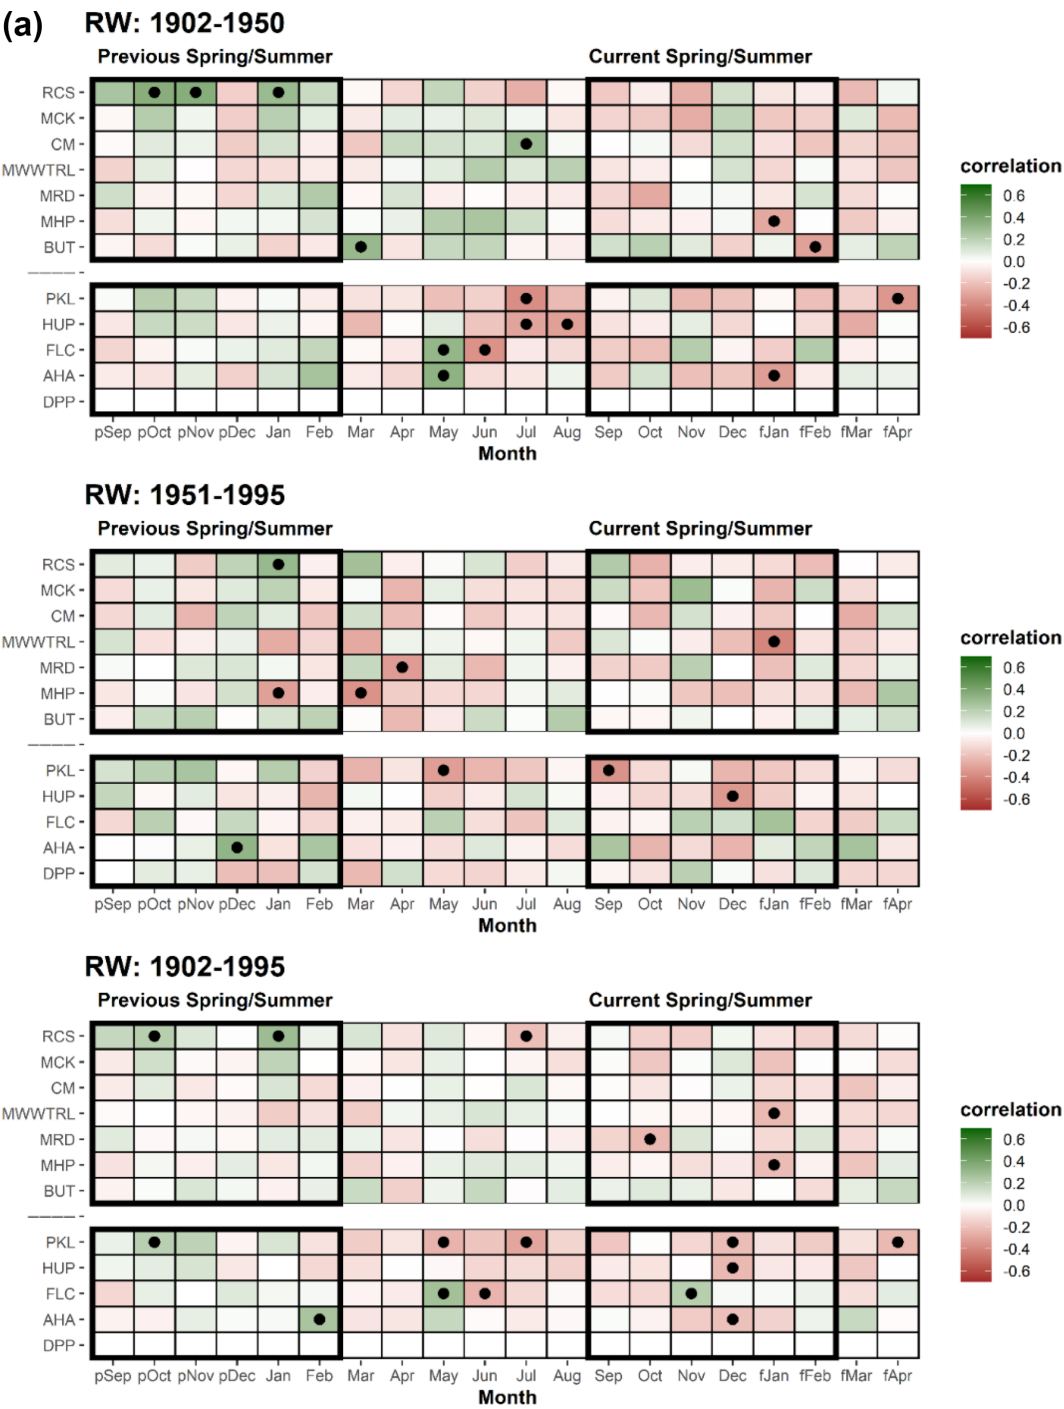 (a) RW: 1902-1950
Previous Spring/Summer Current Spring/Summer
RCS
MCK
CM
MWWTRL
MRD
MHP
BUT
PKL
HUP
FLC
AHA
DPP
pSep pOct pNov pDec Jan Feb Mar Apr May Jun Jul Aug Sep Oct Nov Dec fJan fFeb fMar fApr
Month
correlation
0.6
0.4
0.2
0.0
-0.2
-0.4
-0.6
RW: 1951-1995
Previous Spring/Summer Current Spring/Summer
RCS
MCK
CM
MWWTRL
MRD
MHP
BUT
PKL
HUP
FLC
AHA
DPP
pSep pOct pNov pDec Jan Feb Mar Apr May Jun Jul Aug Sep Oct Nov Dec fJan fFeb fMar fApr
Month
correlation
0.6
0.4
0.2
0.0
-0.2
-0.4
-0.6
RW: 1902-1995
Previous Spring/Summer Current Spring/Summer
RCS
MCK
CM
MWWTRL
MRD
MHP
BUT
PKL
HUP
FLC
AHA
DPP
pSep pOct pNov pDec Jan Feb Mar Apr May Jun Jul Aug Sep Oct Nov Dec fJan fFeb fMar fApr
Month
correlation
0.6
0.4
0.2
0.0
-0.2
-0.4
-0.6